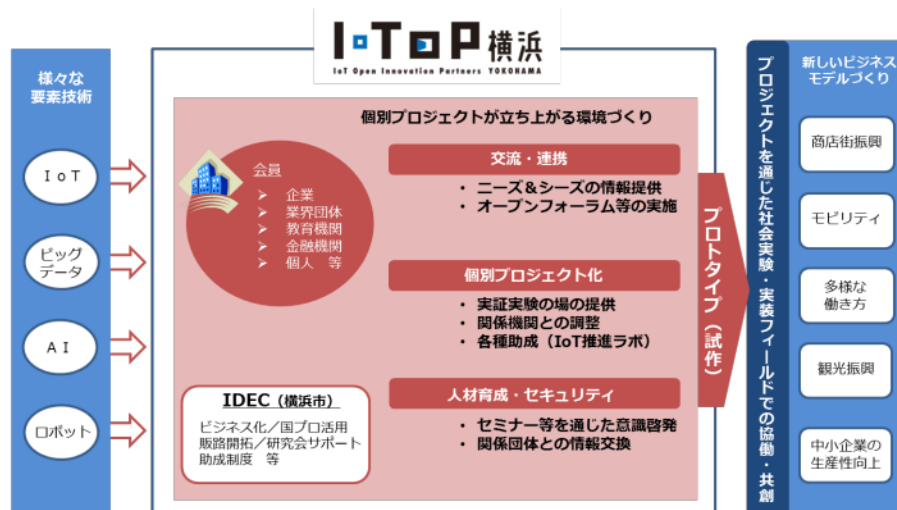 I・TOP横浜
IoT Open Innovation Partners YOKOHAMA
様々な
要素技術
IoT
ビッグ
データ
AI
ロボット
個別プロジェクトが立ち上がる環境づくり
会員
➢ 企業
➢ 業界団体
➢ 教育機関
➢ 金融機関
➢ 個人 等
IDEC（横浜市）
ビジネス化／国プロ活用
販路開拓／研究会サポート
助成制度 等
交流・連携
・ニーズ＆シーズの情報提供
・オープンフォーラム等の実施
個別プロジェクト化
・実証実験の場の提供
・関係機関との調整
・各種助成（IoT推進ラボ）
人材育成・セキュリティ
・セミナー等を通じた意識啓発
・関係団体との情報交換
プロトタイプ（試作）
プロジェクトを通じた社会実験・実装フィールドでの協働・共創
新しいビジネス
モデルづくり
商店街振興
モビリティ
多様な
働き方
観光振興
中小企業の
生産性向上